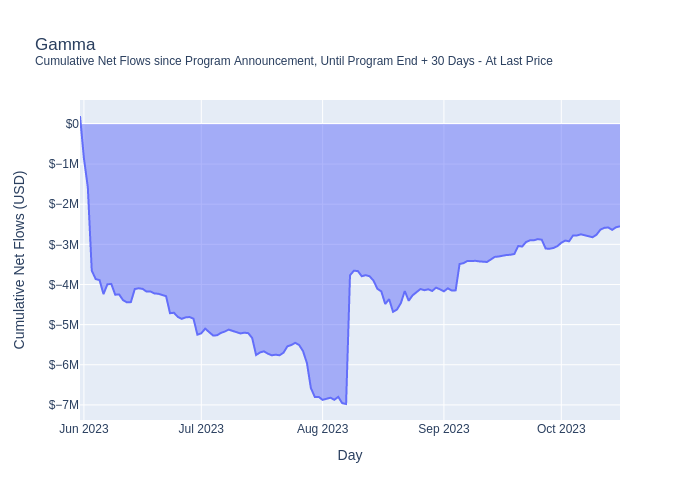 Gamma
Cumulative Net Flows since Program Announcement, Until Program End + 30 Days - At Last Price
Cumulative Net Flows (USD)
$0
$−1M
$−2M
$−3M
$−4M
$−5M
$−6M
$−7M
Jun 2023
Jul 2023
Aug 2023
Sep 2023
Oct 2023
Day